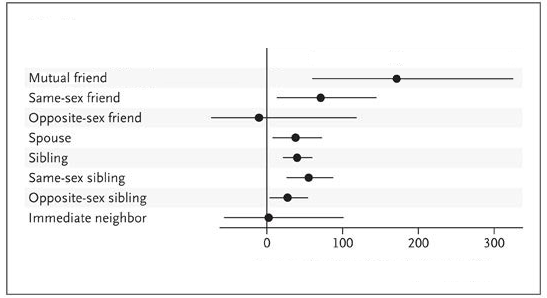 Mutual friend
Same-sex friend
Opposite-sex friend
Spouse
Sibling
Same-sex sibling
Opposite-sex sibling
Immediate neighbor
0 100 200 300